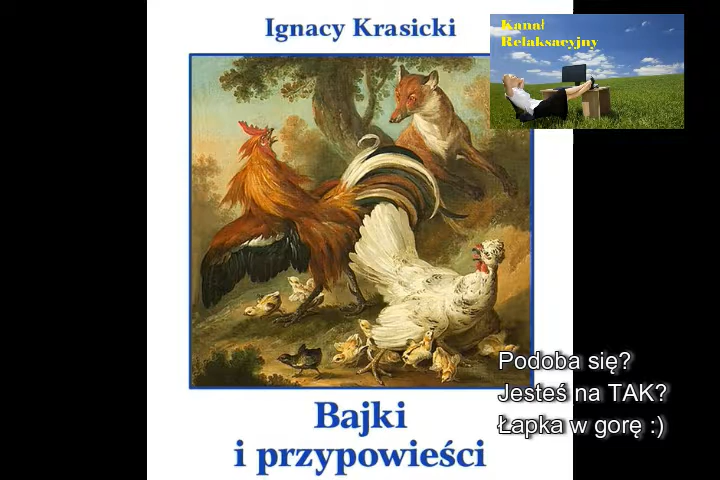 Ignacy Krasicki
Kanał
Relaksacyjny
Podoba się?
Jesteś na TAK?
Łapka w gorę :)
Bajki
i przypowieści